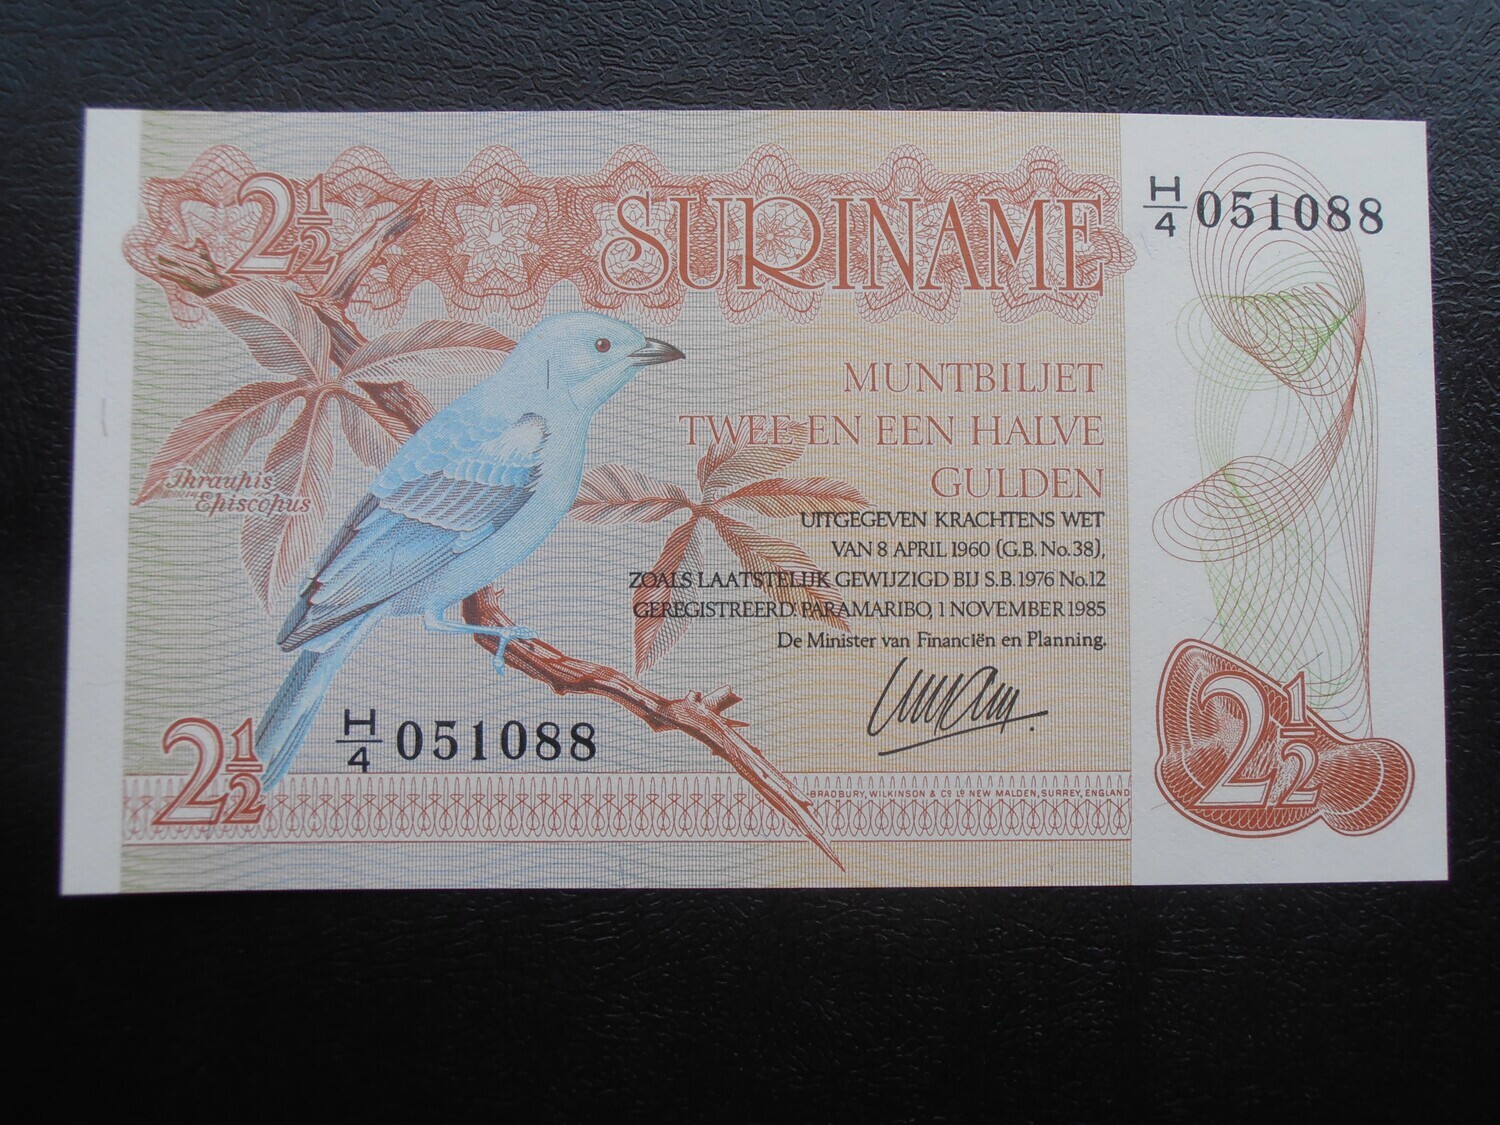 2½
SURINAME
H/4 051088
MUNTBILJET
TWEE EN EEN HALVE
GULDEN
Thraupis
Episcopus
UITGEGEVEN KRACHTENS WET
VAN 8 APRIL 1960 (G.B. No. 38),
ZOALS LAATSTELIJK GEWIJZIGD BIJ S.B. 1976 No. 12
GEREGISTREERD PARAMARIBO, 1 NOVEMBER 1985
De Minister van Financiën en Planning.
H/4 051088
2½
2½
BRADBURY, WILKINSON & Co. Ld. NEW MALDEN, SURREY, ENGLAND